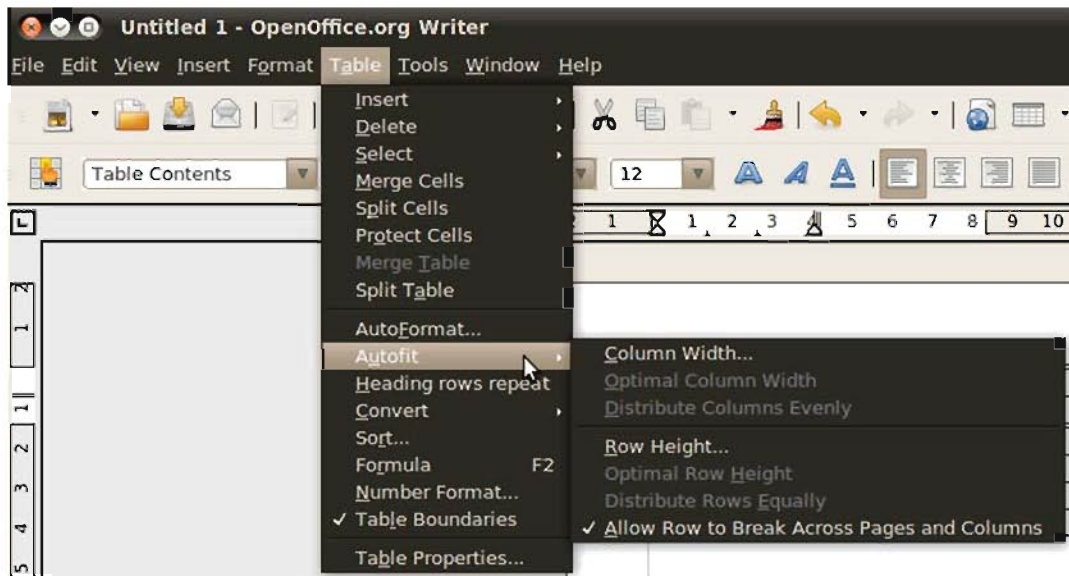 Untitled 1 - OpenOffice.org Writer
File Edit View Insert Format Table Tools Window Help
Insert
Delete
Select
Merge Cells
Split Cells
Protect Cells
Merge Table
Split Table
AutoFormat...
Autofit
Heading rows repeat
Convert
Sort...
Formula F2
Number Format...
✓ Table Boundaries
Table Properties...
Table Contents
12
1 1 2 3 4 5 6 7 8 9 10
2
1
1
2
3
4
5
Column Width...
Optimal Column Width
Distribute Columns Evenly
Row Height...
Optimal Row Height
Distribute Rows Equally
✓ Allow Row to Break Across Pages and Columns